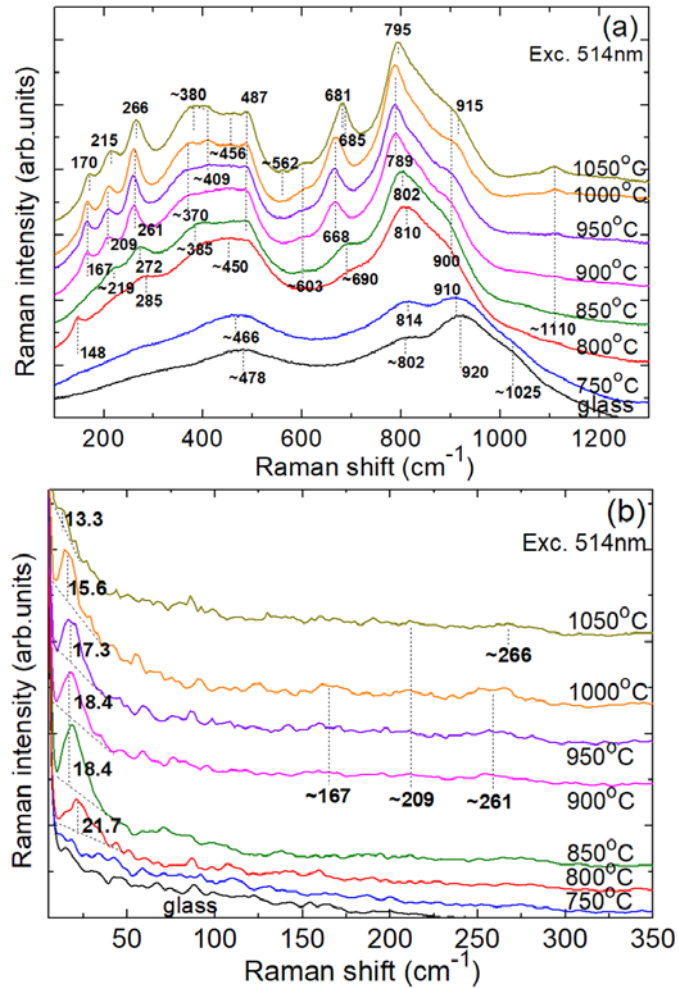 (a)
795
Exc. 514nm
~380
487
681
266
915
215
170
~456
~562
685
1050°C
1000°C
~409
789
950°C
261
~370
802
209
668
900°C
167
~385
810
~219
272
~450
~690
900
850°C
285
~603
910
~1110
800°C
148
814
~466
~802
750°C
~478
920
~1025
glass
200
400
600
800
1000
1200
Raman shift (cm-1)
Raman intensity (arb.units)
(b)
13.3
Exc. 514nm
15.6
1050°C
~266
17.3
1000°C
18.4
950°C
18.4
~167
~209
~261
900°C
21.7
850°C
800°C
glass
750°C
50
100
150
200
250
300
350
Raman shift (cm-1)
Raman intensity (arb.units)